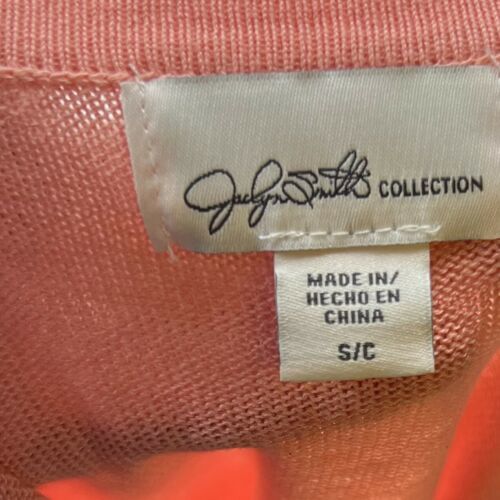 Jaclyn Smith COLLECTION
MADE IN/
HECHO EN
CHINA
S/C